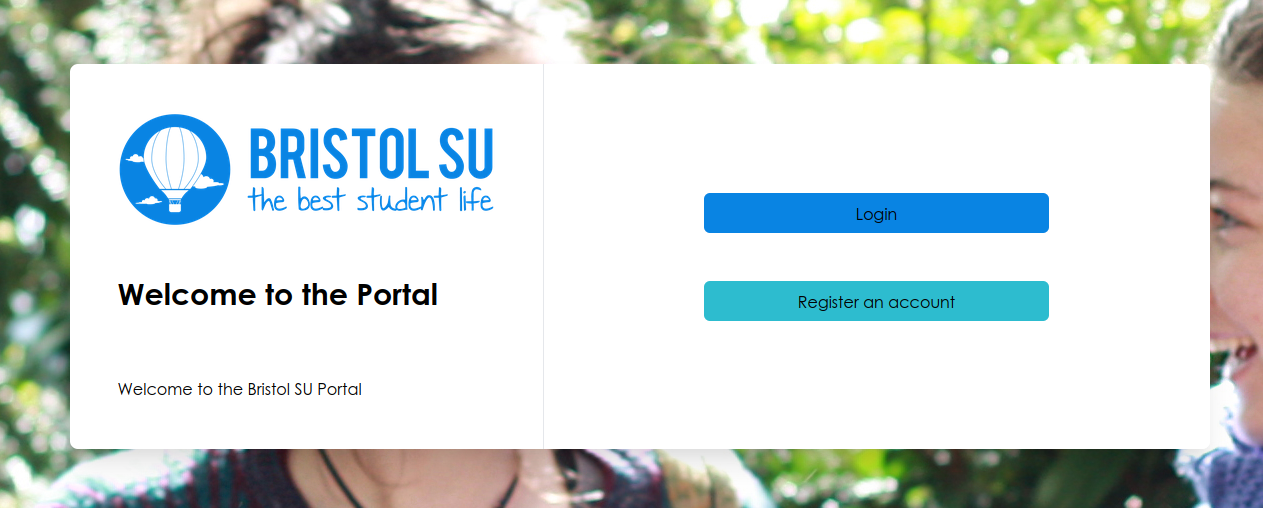 BRISTOL SU
the best student life
Welcome to the Portal
Welcome to the Bristol SU Portal
Login
Register an account